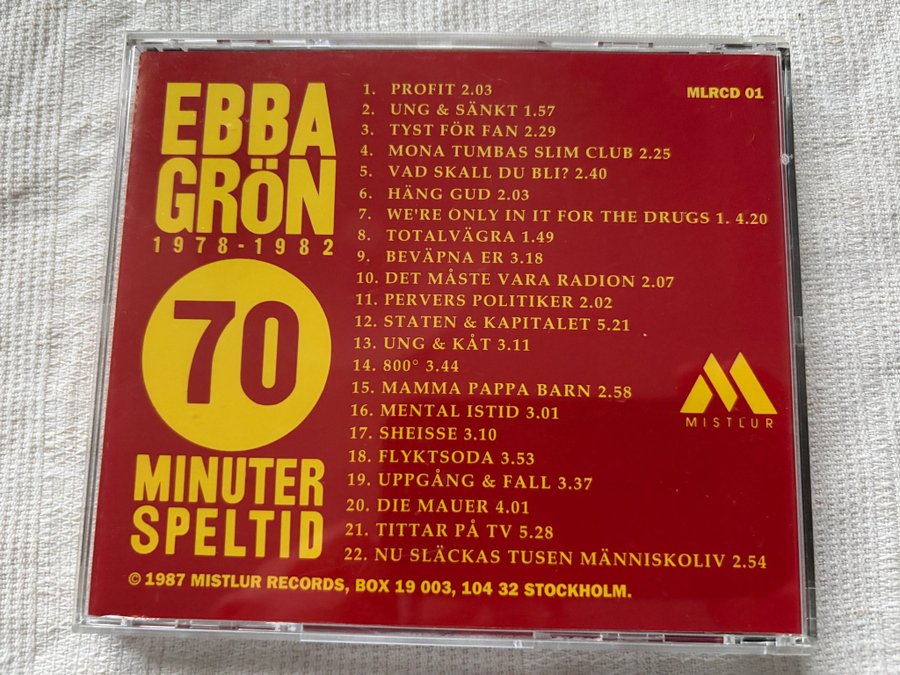 EBBA
GRÖN
1978-1982
70
MINUTER
SPELTID
1. PROFIT 2.03
2. UNG & SÄNKT 1.57
3. TYST FÖR FAN 2.29
4. MONA TUMBAS SLIM CLUB 2.25
5. VAD SKALL DU BLI? 2.40
6. HÄNG GUD 2.03
7. WE'RE ONLY IN IT FOR THE DRUGS 1. 4.20
8. TOTALVÄGRA 1.49
9. BEVÄPNA ER 3.18
10. DET MÅSTE VARA RADION 2.07
11. PERVERS POLITIKER 2.02
12. STATEN & KAPITALET 5.21
13. UNG & KÅT 3.11
14. 800° 3.44
15. MAMMA PAPPA BARN 2.58
16. MENTAL ISTID 3.01
17. SHEISSE 3.10
18. FLYKTSODA 3.53
19. UPPGÅNG & FALL 3.37
20. DIE MAUER 4.01
21. TITTAR PÅ TV 5.28
22. NU SLÄCKAS TUSEN MÄNNISKOLIV 2.54
MLRCD 01
MISTLUR
© 1987 MISTLUR RECORDS, BOX 19 003, 104 32 STOCKHOLM.